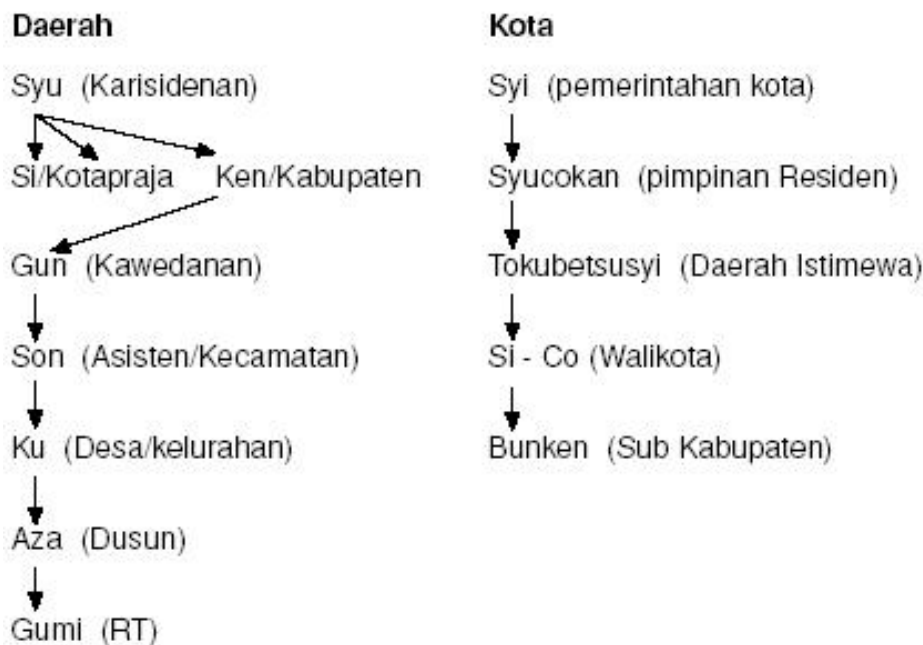 Daerah
Syu (Karisidenan)
Si/Kotapraja Ken/Kabupaten
Gun (Kawedanan)
Son (Asisten/Kecamatan)
Ku (Desa/kelurahan)
Aza (Dusun)
Gumi (RT)
Kota
Syi (pemerintahan kota)
Syucokan (pimpinan Residen)
Tokubetsusyi (Daerah Istimewa)
Si - Co (Walikota)
Bunken (Sub Kabupaten)